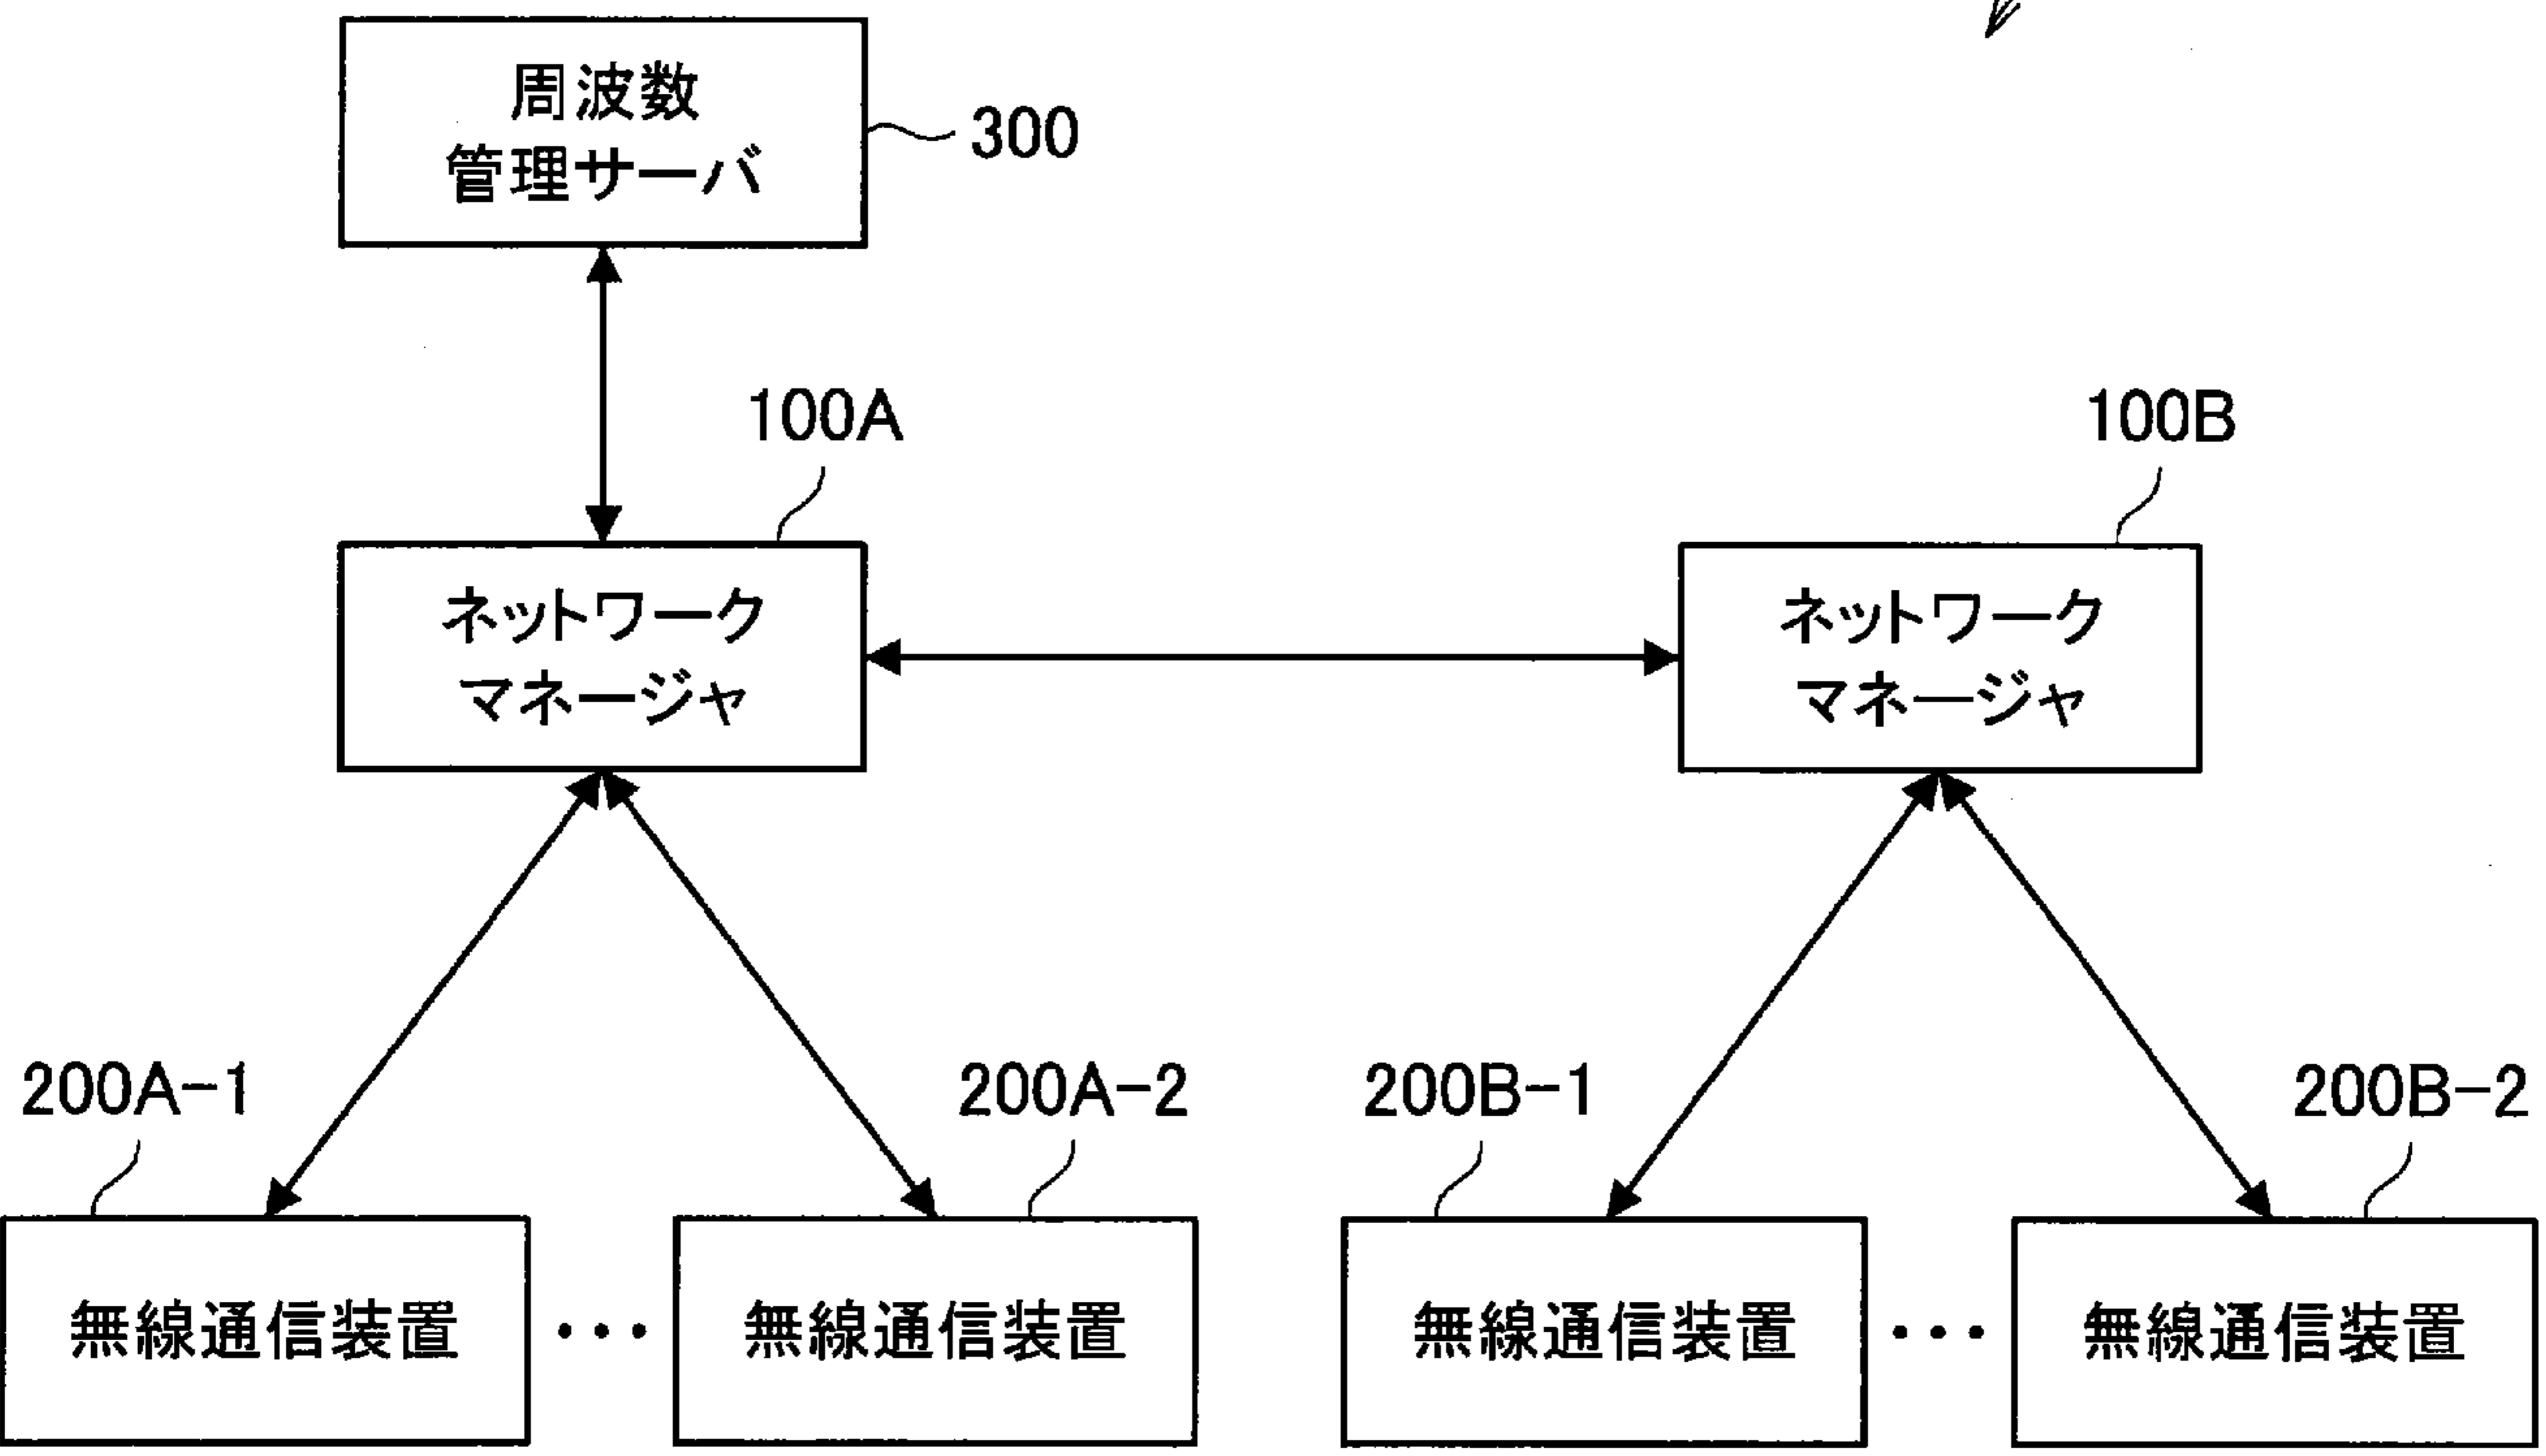 周波数
管理サーバ
300
100A
100B
ネットワーク
マネージャ
ネットワーク
マネージャ
200A-1
200A-2
200B-1
200B-2
無線通信装置
・・・
無線通信装置
無線通信装置
・・・
無線通信装置